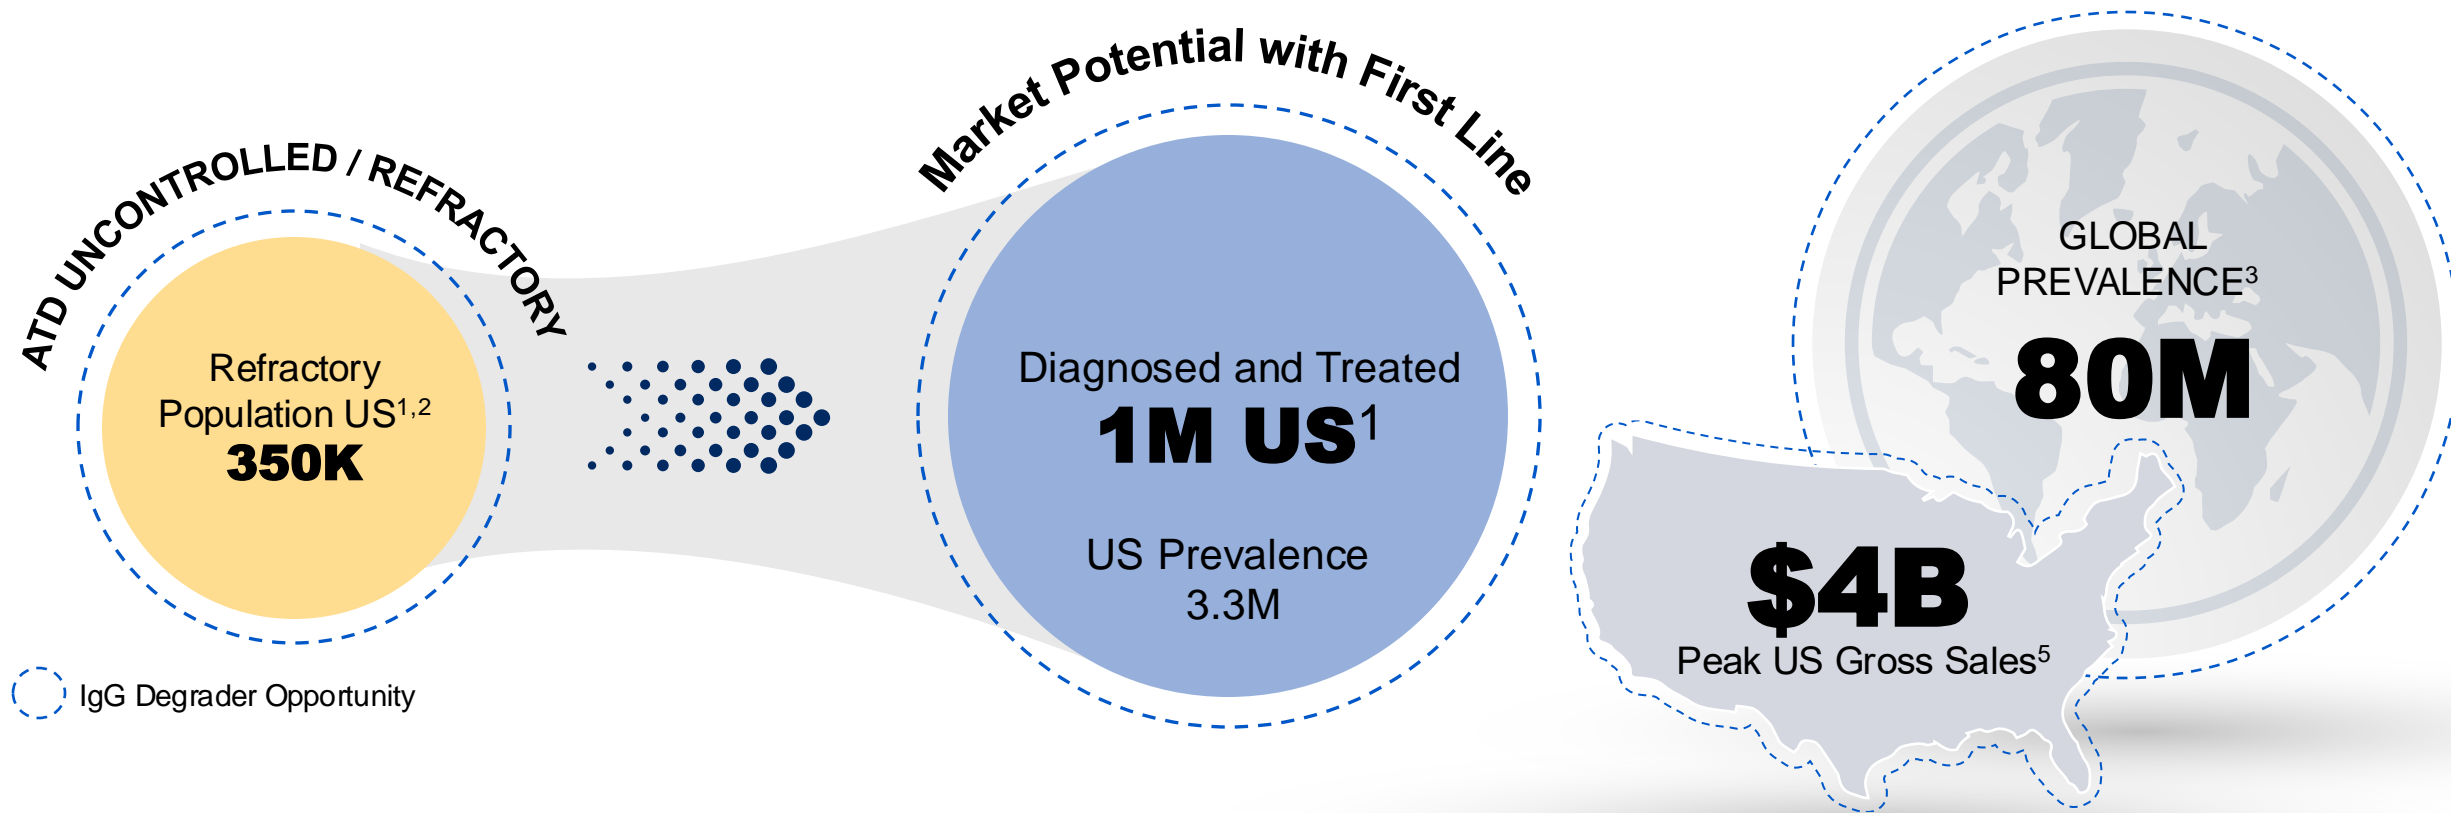 ATD UNCONTROLLED / REFRACTORY
Refractory
Population US1,2
350K
IgG Degrader Opportunity
Market Potential with First Line
Diagnosed and Treated
1M US1
US Prevalence
3.3M
GLOBAL
PREVALENCE3
80M
$4B
Peak US Gross Sales5